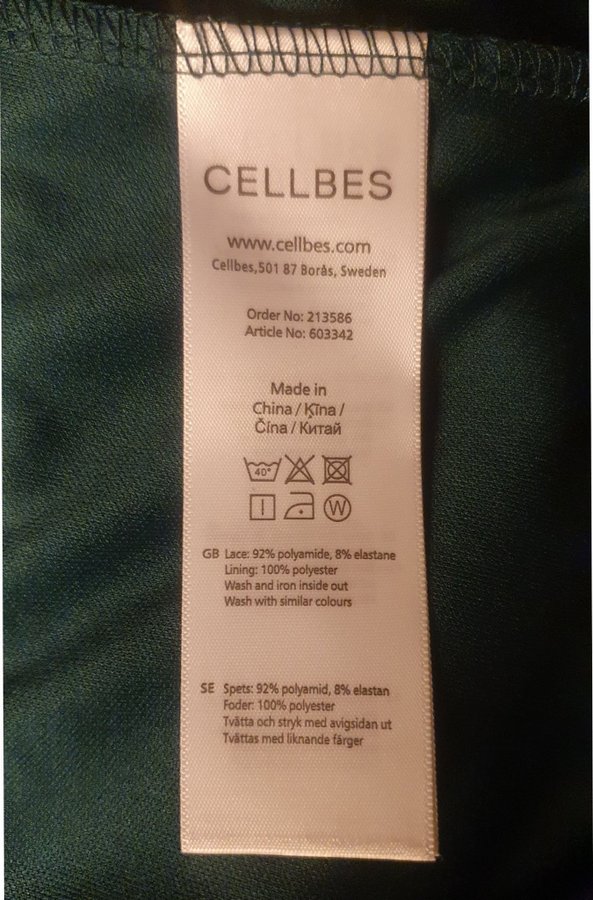 CELLBES
www.cellbes.com
Cellbes,501 87 Borås, Sweden
Order No: 213586
Article No: 603342
Made in
China / Ķīna /
Čína / Китай
40°
W
GB Lace: 92% polyamide, 8% elastane
Lining: 100% polyester
Wash and iron inside out
Wash with similar colours
SE Spets: 92% polyamid, 8% elastan
Foder: 100% polyester
Tvätta och stryk med avigsidan ut
Tvättas med liknande färger